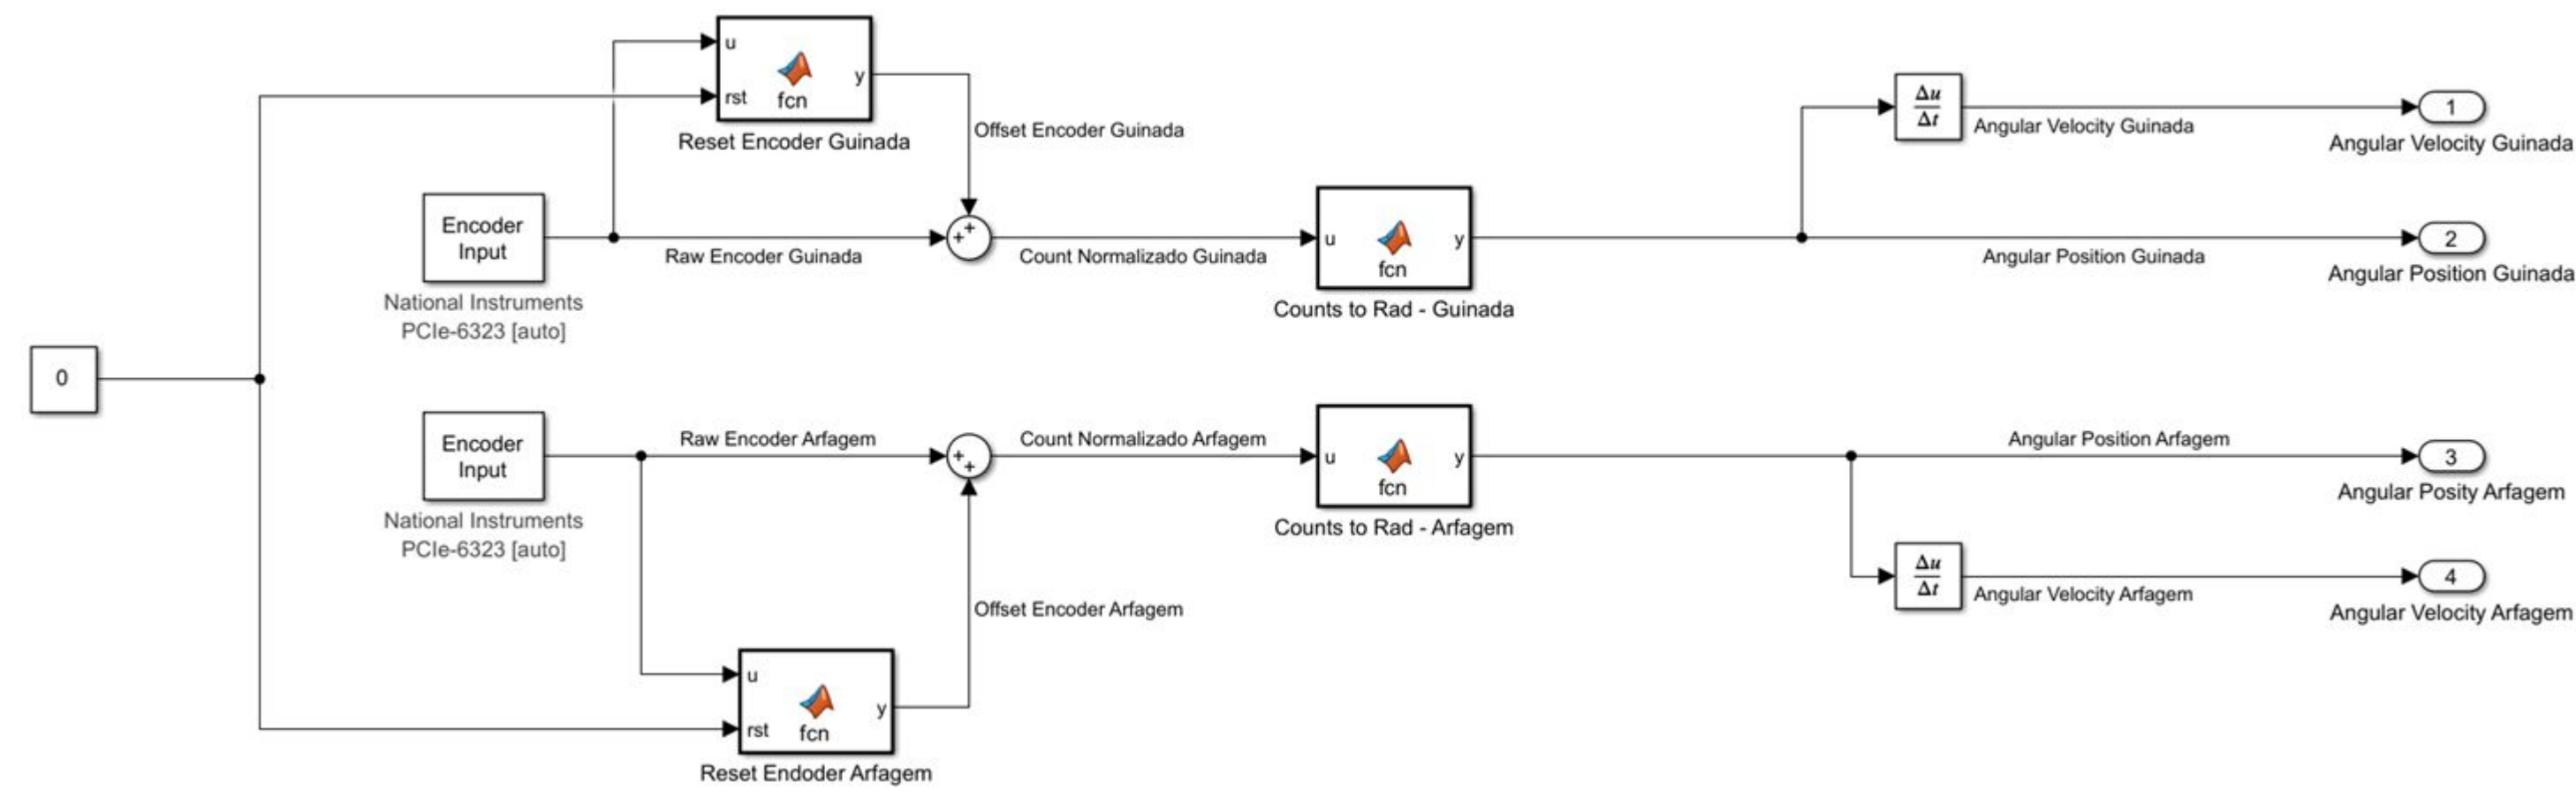 u
rst
y
fcn
Reset Encoder Guinada
Offset Encoder Guinada
Δu
Δt
Angular Velocity Guinada
1
Angular Velocity Guinada
Encoder
Input
National Instruments
PCIe-6323 [auto]
Raw Encoder Guinada
+
+
Count Normalizado Guinada
u
y
fcn
Counts to Rad - Guinada
Angular Position Guinada
2
Angular Position Guinada
0
Encoder
Input
National Instruments
PCIe-6323 [auto]
Raw Encoder Arfagem
+
+
Count Normalizado Arfagem
u
y
fcn
Counts to Rad - Arfagem
Angular Position Arfagem
3
Angular Posity Arfagem
Δu
Δt
Angular Velocity Arfagem
4
Angular Velocity Arfagem
Offset Encoder Arfagem
u
rst
y
fcn
Reset Endoder Arfagem